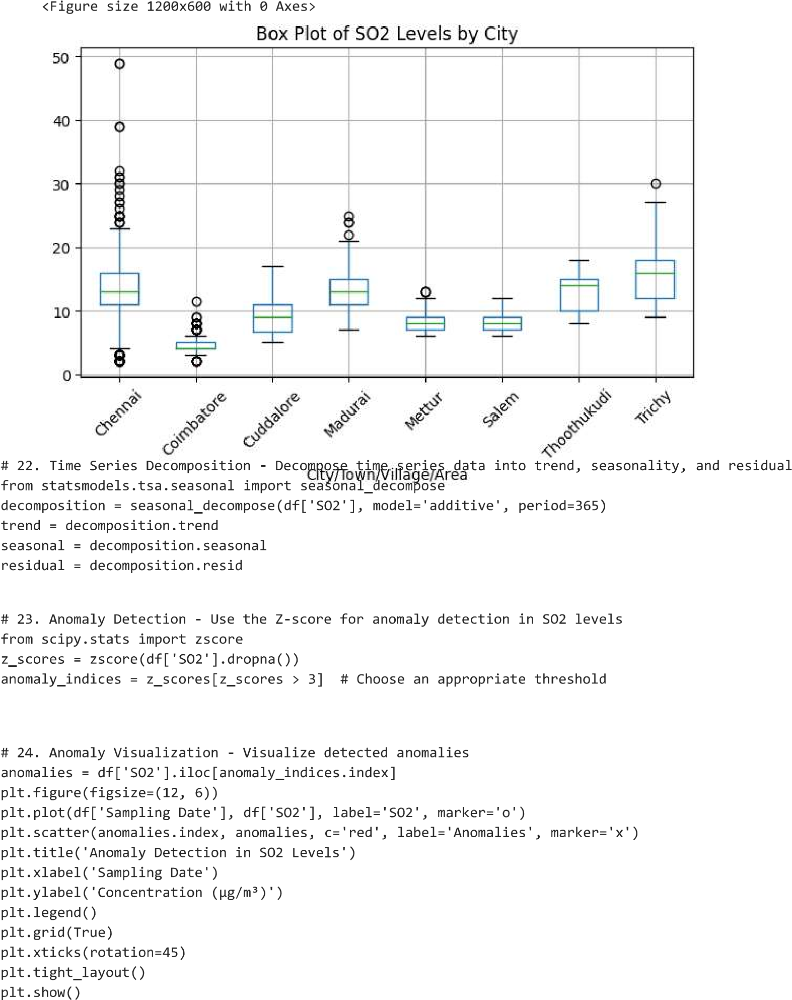 <Figure size 1200x600 with 0 Axes>
Box Plot of SO2 Levels by City
50
40
30
20
10
0
Chennai
Coimbatore
Cuddalore
Madurai
Mettur
Salem
Thoothukudi
Trichy
# 22. Time Series Decomposition - Decompose time series data into trend, seasonality, and residual
City/Town/Village/Area
from statsmodels.tsa.seasonal import seasonal_decompose
decomposition = seasonal_decompose(df['SO2'], model='additive', period=365)
trend = decomposition.trend
seasonal = decomposition.seasonal
residual = decomposition.resid
# 23. Anomaly Detection - Use the Z-score for anomaly detection in SO2 levels
from scipy.stats import zscore
z_scores = zscore(df['SO2'].dropna())
anomaly_indices = z_scores[z_scores > 3]  # Choose an appropriate threshold
# 24. Anomaly Visualization - Visualize detected anomalies
anomalies = df['SO2'].iloc[anomaly_indices.index]
plt.figure(figsize=(12, 6))
plt.plot(df['Sampling Date'], df['SO2'], label='SO2', marker='o')
plt.scatter(anomalies.index, anomalies, c='red', label='Anomalies', marker='x')
plt.title('Anomaly Detection in SO2 Levels')
plt.xlabel('Sampling Date')
plt.ylabel('Concentration (µg/m³)')
plt.legend()
plt.grid(True)
plt.xticks(rotation=45)
plt.tight_layout()
plt.show()